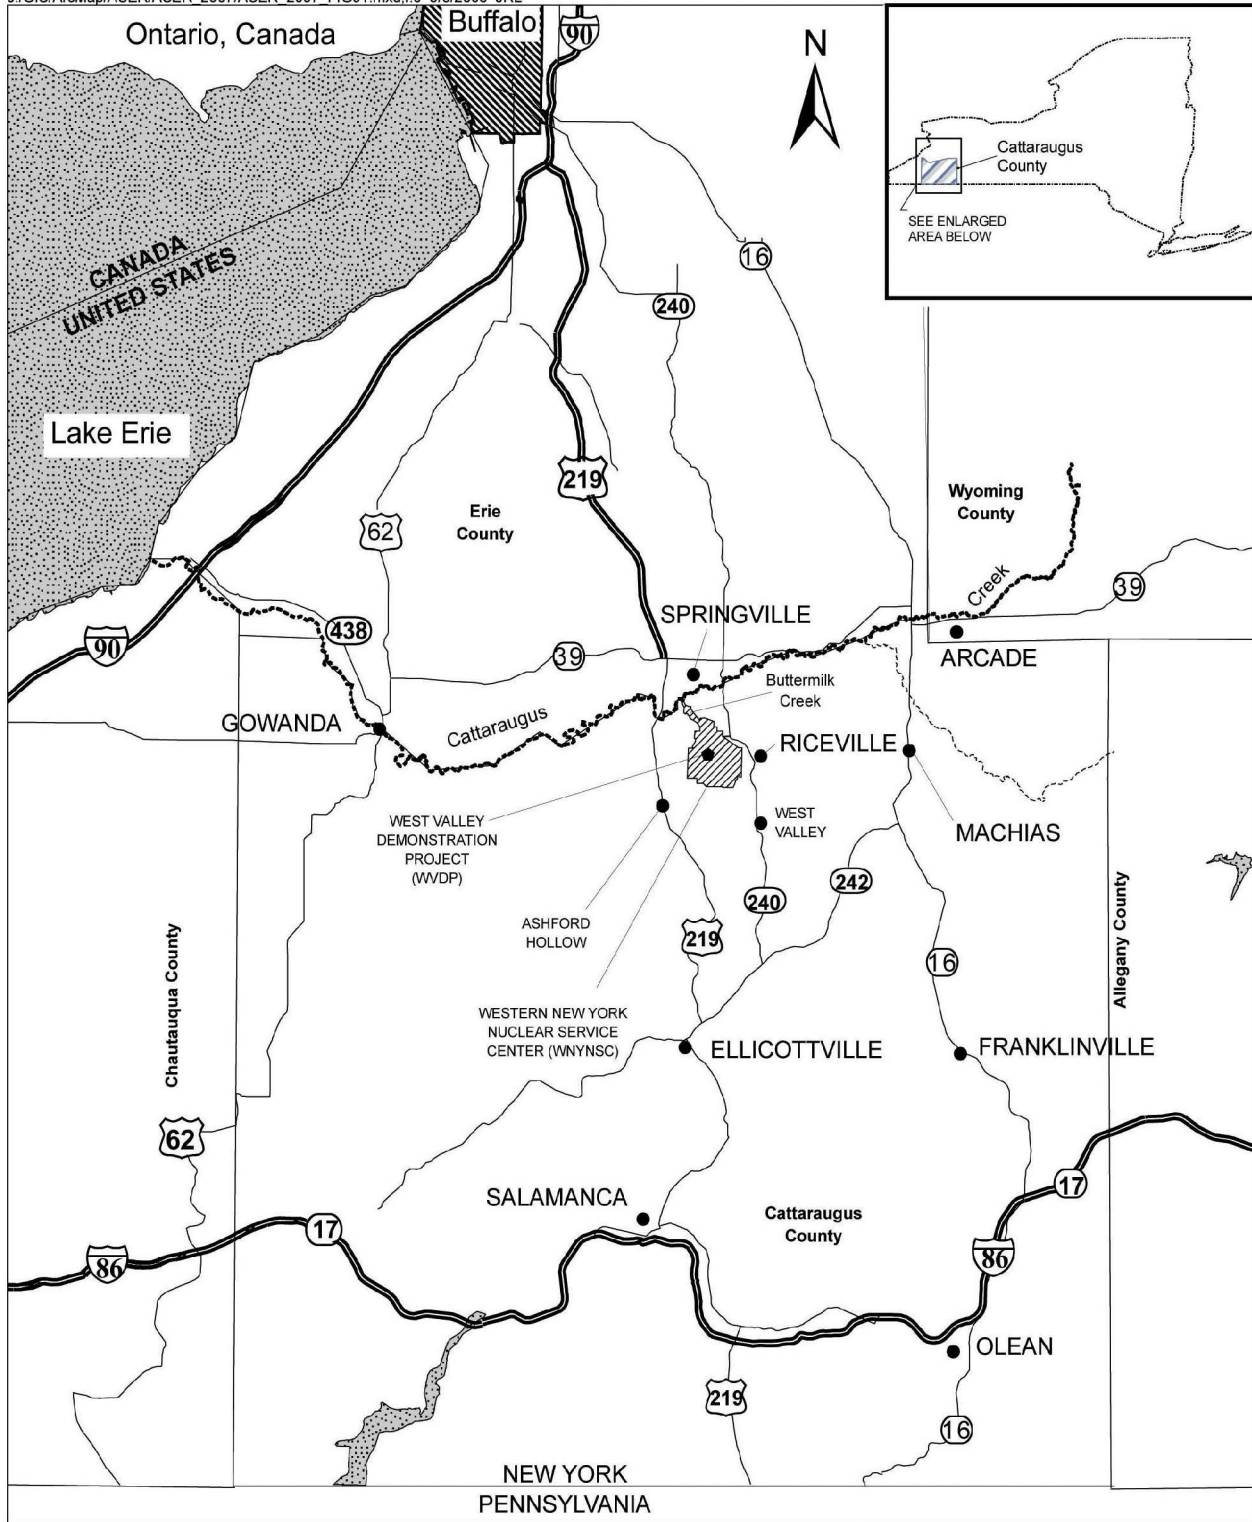 Ontario, Canada
Buffalo
90
N
Cattaraugus
County
SEE ENLARGED
AREA BELOW
CANADA
UNITED STATES
16
240
Lake Erie
219
62
Erie
County
Wyoming
County
Creek
39
SPRINGVILLE
438
90
39
ARCADE
Buttermilk
Creek
GOWANDA
Cattaraugus
RICEVILLE
WEST VALLEY
DEMONSTRATION
PROJECT
(WVDP)
WEST
VALLEY
MACHIAS
242
240
ASHFORD
HOLLOW
219
16
Chautauqua County
Allegany County
WESTERN NEW YORK
NUCLEAR SERVICE
CENTER (WNYNSC)
ELLICOTTVILLE
FRANKLINVILLE
62
17
SALAMANCA
Cattaraugus
County
17
86
86
OLEAN
219
16
NEW YORK
PENNSYLVANIA